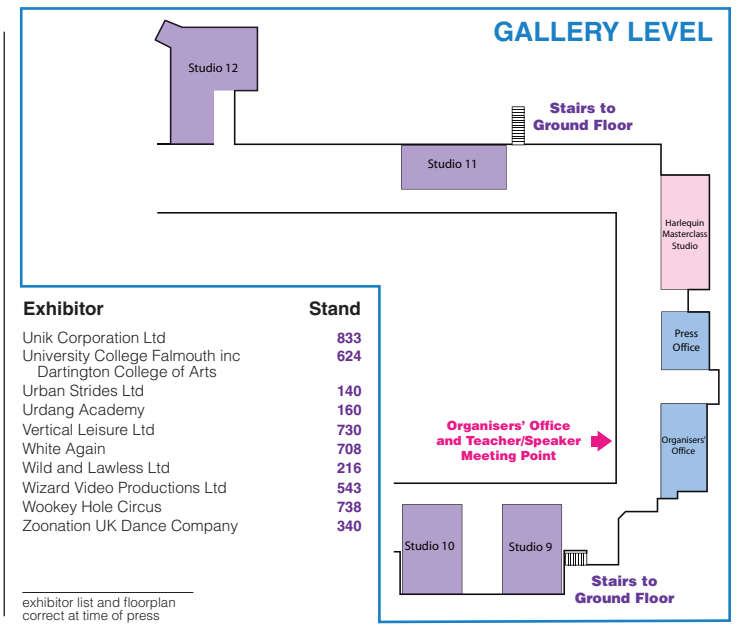 GALLERY LEVEL
Studio 12
Stairs to
Ground Floor
Studio 11
Harlequin
Masterclass
Studio
Press
Office
Organisers'
Office
Organisers’ Office
and Teacher/Speaker
Meeting Point
Studio 10
Studio 9
Stairs to
Ground Floor
Exhibitor Stand
Unik Corporation Ltd 833
University College Falmouth inc 624
Dartington College of Arts
Urban Strides Ltd 140
Urdang Academy 160
Vertical Leisure Ltd 730
White Again 708
Wild and Lawless Ltd 216
Wizard Video Productions Ltd 543
Wookey Hole Circus 738
Zoonation UK Dance Company 340
exhibitor list and floorplan
correct at time of press